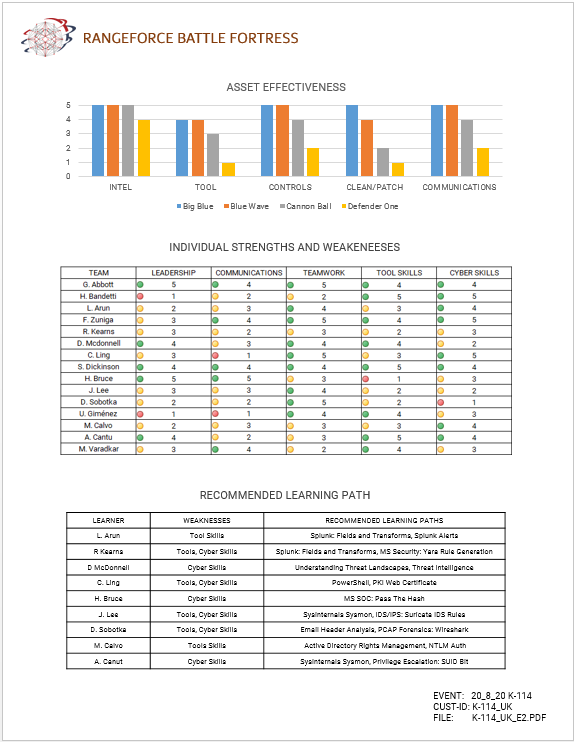 RANGEFORCE BATTLE FORTRESS
ASSET EFFECTIVENESS
5
4
3
2
1
0
INTEL TOOL CONTROLS CLEAN/PATCH COMMUNICATIONS
Big Blue Blue Wave Cannon Ball Defender One
INDIVIDUAL STRENGTHS AND WEAKENEESES
TEAM LEADERSHIP COMMUNICATIONS TEAMWORK TOOL SKILLS CYBER SKILLS
G. Abbott 5 4 5 4 4
H. Bandetti 1 2 2 5 5
L. Arun 2 3 4 3 4
F. Zuniga 3 4 5 4 5
R. Kearns 3 2 3 2 3
D. Mcdonnell 4 3 4 4 2
C. Ling 3 1 5 3 5
S. Dickinson 4 4 4 5 4
H. Bruce 5 5 3 1 3
J. Lee 3 3 4 2 2
D. Sobotka 2 2 5 2 1
U. Giménez 1 1 4 4 3
M. Calvo 2 3 3 3 4
A. Cantu 4 2 3 5 4
M. Varadkar 3 4 2 4 3
RECOMMENDED LEARNING PATH
LEARNER WEAKNESSES RECOMMENDED LEARNING PATHS
L. Arun Tool Skills Splunk: Fields and Transforms, Splunk Alerts
R Kearns Tools, Cyber Skills Splunk: Fields and Transforms, MS Security: Yara Rule Generation
D McDonnell Cyber Skills Understanding Threat Landscapes, Threat Intelligence
C. Ling Tools, Cyber Skills PowerShell, PKI Web Certificate
H. Bruce Cyber Skills MS SOC: Pass The Hash
J. Lee Tools, Cyber Skills Sysinternals Sysmon, IDS/IPS: Suricata IDS Rules
D. Sobotka Tools, Cyber Skills Email Header Analysis, PCAP Forensics: Wireshark
M. Calvo Tools Skills Active Directory Rights Management, NTLM Auth
A. Canut Cyber Skills Sysinternals Sysmon, Privilege Escalation: SUID Bit
EVENT: 20_8_20 K-114
CUST-ID: K-114_UK
FILE: K-114_UK_E2.PDF